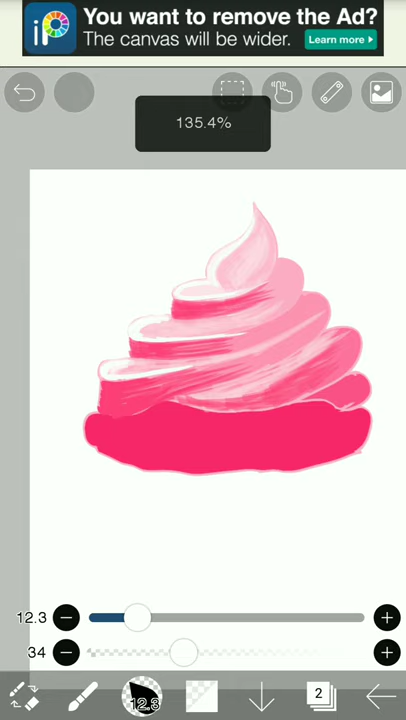 iP
You want to remove the Ad?
The canvas will be wider.
Learn more
135.4%
12.3
34
12.3
2